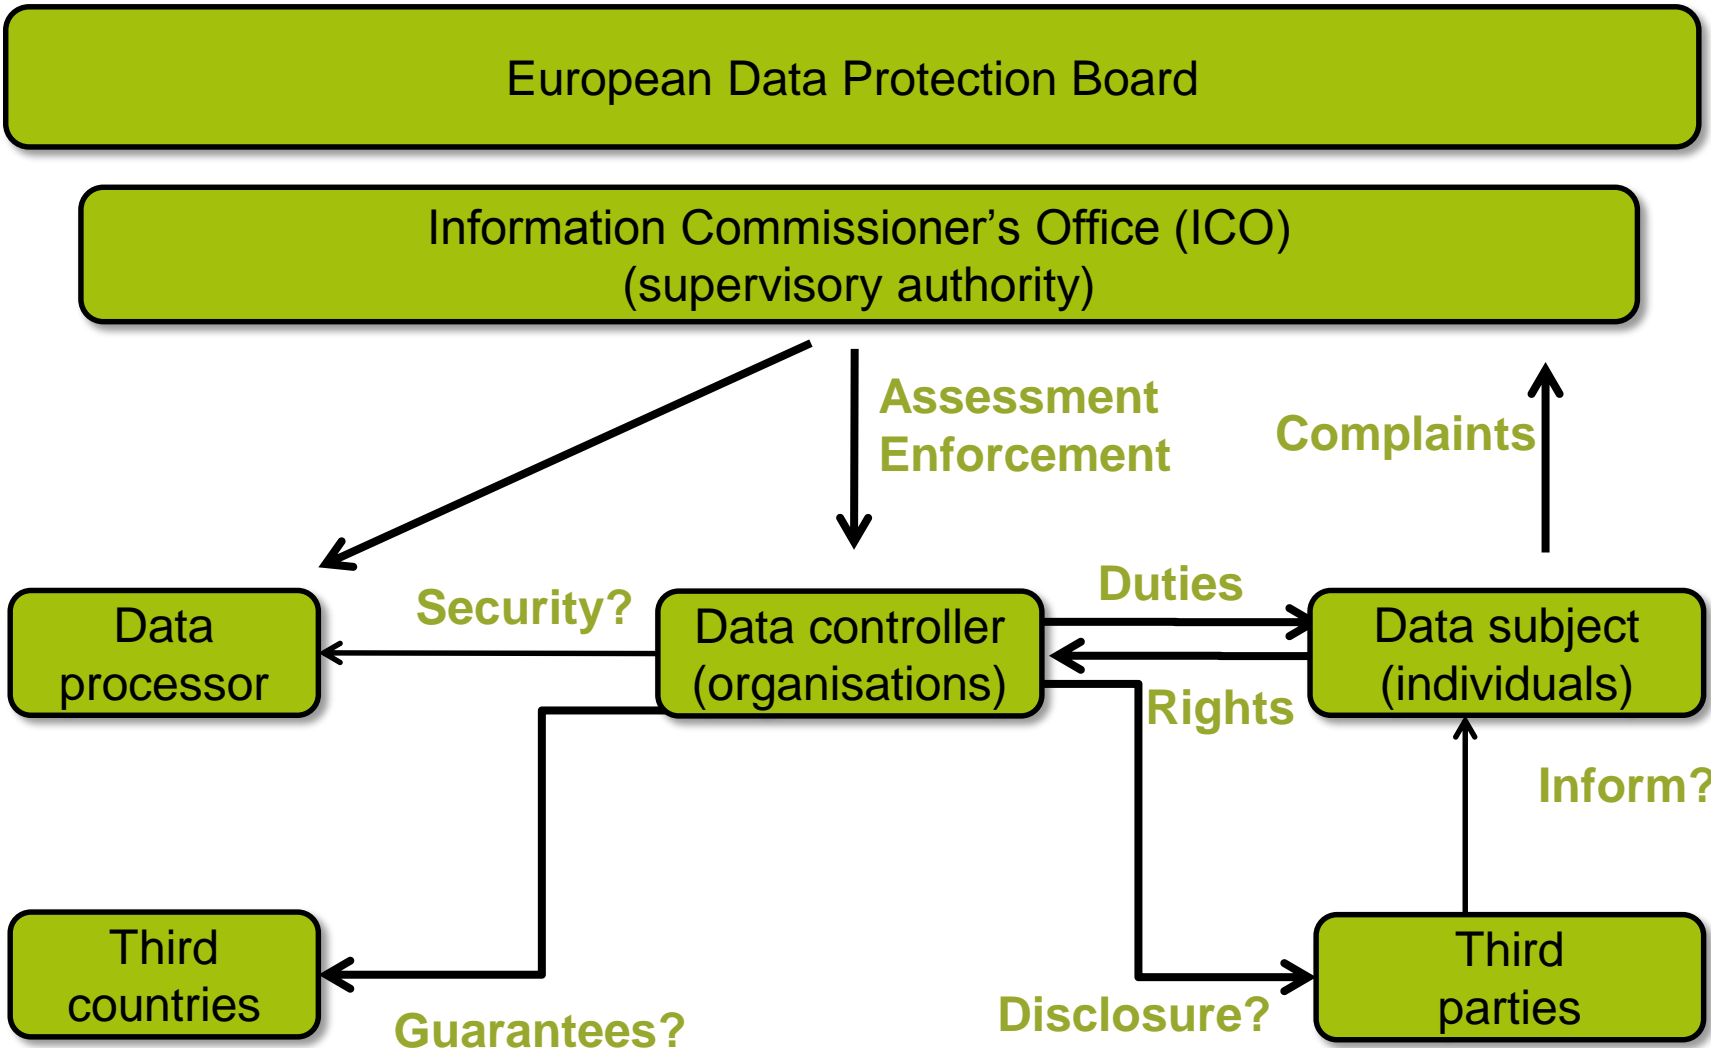 European Data Protection Board
Information Commissioner’s Office (ICO)
(supervisory authority)
Assessment
Enforcement
Complaints
Data
processor
Security?
Data controller
(organisations)
Duties
Rights
Data subject
(individuals)
Inform?
Third
countries
Guarantees?
Disclosure?
Third
parties